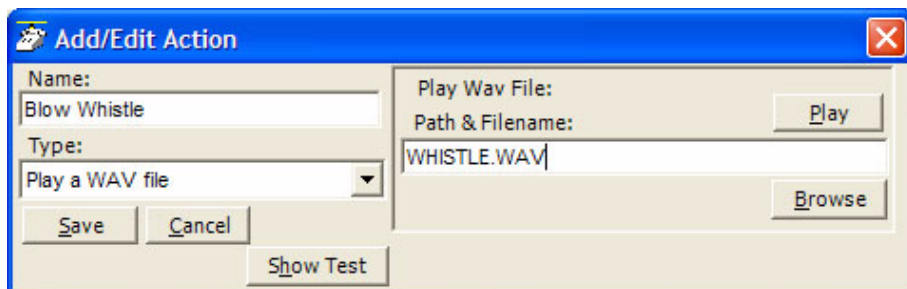 Add/Edit Action
Name:
Blow Whistle
Type:
Play a WAV file
Save
Cancel
Show Test
Play Wav File:
Path & Filename:
Play
WHISTLE.WAV
Browse